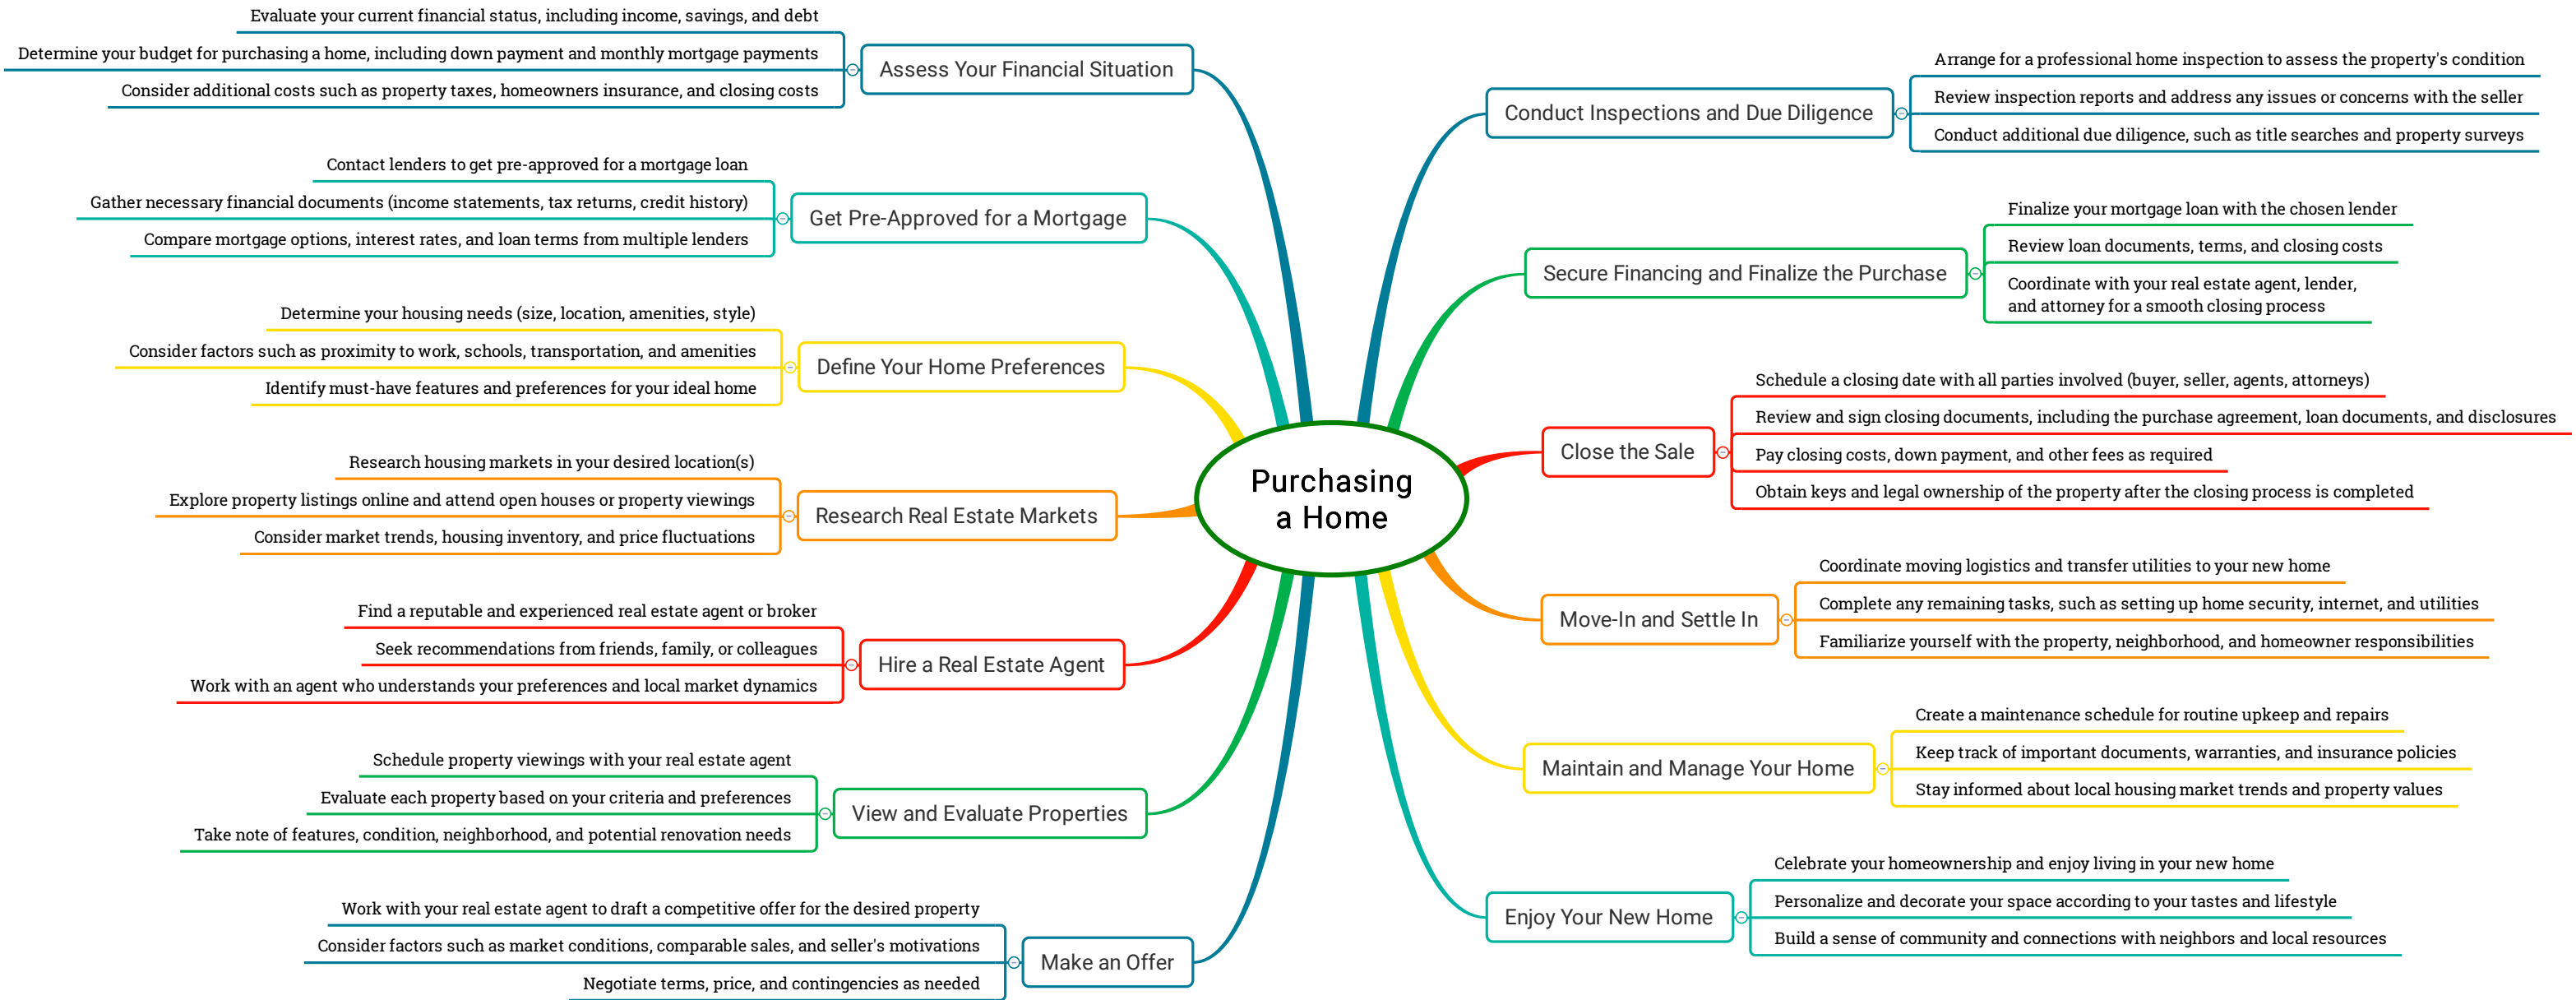 Purchasing
a Home
Assess Your Financial Situation
Evaluate your current financial status, including income, savings, and debt
Determine your budget for purchasing a home, including down payment and monthly mortgage payments
Consider additional costs such as property taxes, homeowners insurance, and closing costs
Get Pre-Approved for a Mortgage
Contact lenders to get pre-approved for a mortgage loan
Gather necessary financial documents (income statements, tax returns, credit history)
Compare mortgage options, interest rates, and loan terms from multiple lenders
Define Your Home Preferences
Determine your housing needs (size, location, amenities, style)
Consider factors such as proximity to work, schools, transportation, and amenities
Identify must-have features and preferences for your ideal home
Research Real Estate Markets
Research housing markets in your desired location(s)
Explore property listings online and attend open houses or property viewings
Consider market trends, housing inventory, and price fluctuations
Hire a Real Estate Agent
Find a reputable and experienced real estate agent or broker
Seek recommendations from friends, family, or colleagues
Work with an agent who understands your preferences and local market dynamics
View and Evaluate Properties
Schedule property viewings with your real estate agent
Evaluate each property based on your criteria and preferences
Take note of features, condition, neighborhood, and potential renovation needs
Make an Offer
Work with your real estate agent to draft a competitive offer for the desired property
Consider factors such as market conditions, comparable sales, and seller's motivations
Negotiate terms, price, and contingencies as needed
Conduct Inspections and Due Diligence
Arrange for a professional home inspection to assess the property's condition
Review inspection reports and address any issues or concerns with the seller
Conduct additional due diligence, such as title searches and property surveys
Secure Financing and Finalize the Purchase
Finalize your mortgage loan with the chosen lender
Review loan documents, terms, and closing costs
Coordinate with your real estate agent, lender,
and attorney for a smooth closing process
Close the Sale
Schedule a closing date with all parties involved (buyer, seller, agents, attorneys)
Review and sign closing documents, including the purchase agreement, loan documents, and disclosures
Pay closing costs, down payment, and other fees as required
Obtain keys and legal ownership of the property after the closing process is completed
Move-In and Settle In
Coordinate moving logistics and transfer utilities to your new home
Complete any remaining tasks, such as setting up home security, internet, and utilities
Familiarize yourself with the property, neighborhood, and homeowner responsibilities
Maintain and Manage Your Home
Create a maintenance schedule for routine upkeep and repairs
Keep track of important documents, warranties, and insurance policies
Stay informed about local housing market trends and property values
Enjoy Your New Home
Celebrate your homeownership and enjoy living in your new home
Personalize and decorate your space according to your tastes and lifestyle
Build a sense of community and connections with neighbors and local resources